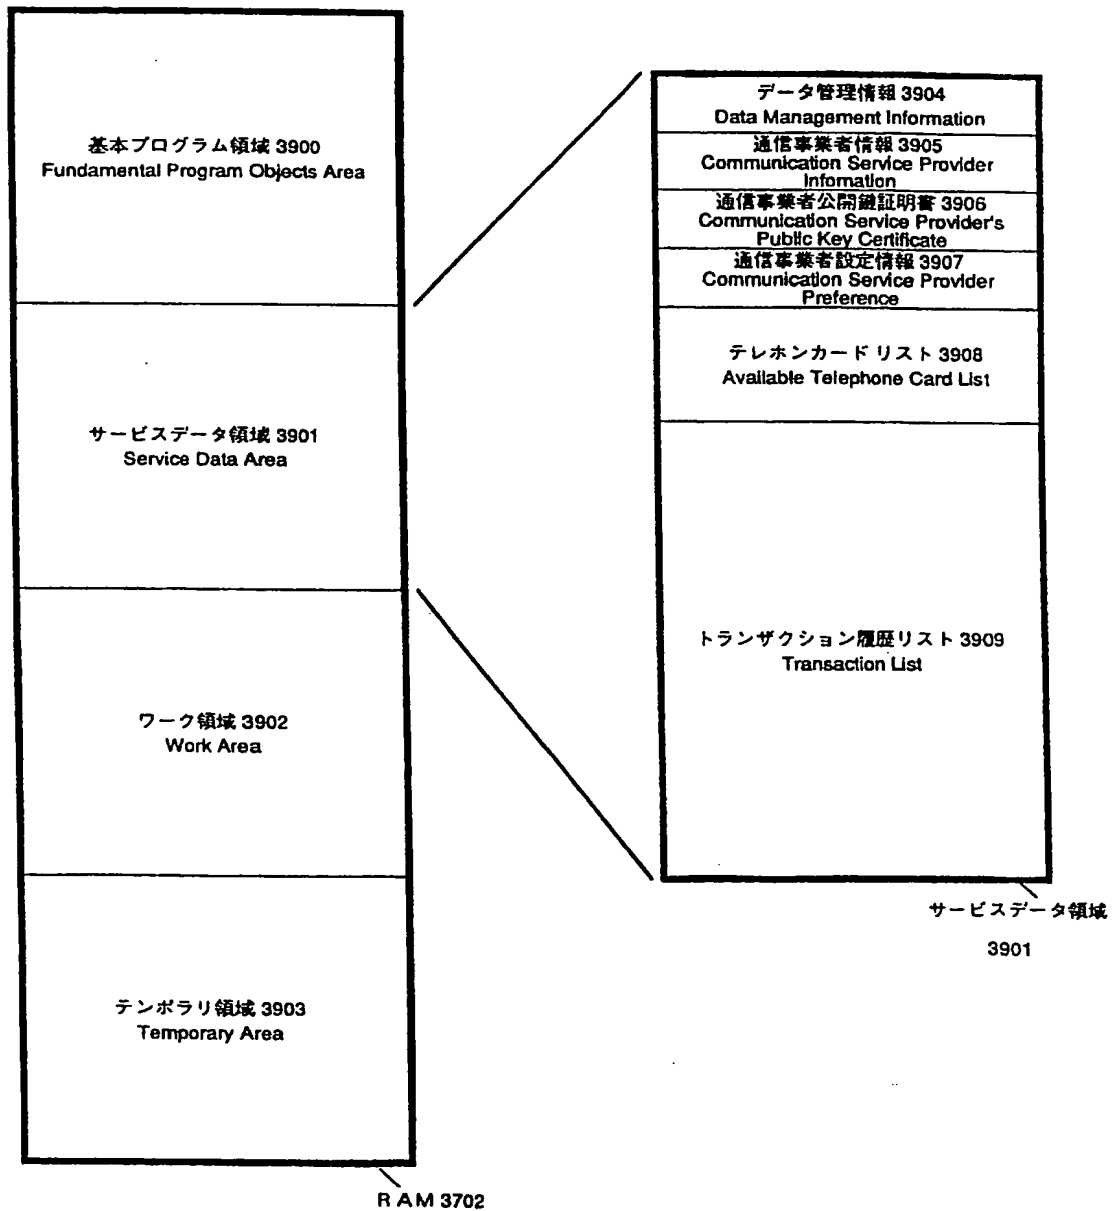 基本プログラム領域 3900
Fundamental Program Objects Area
サービスデータ領域 3901
Service Data Area
ワーク領域 3902
Work Area
テンポラリ領域 3903
Temporary Area
RAM 3702
データ管理情報 3904
Data Management Information
通信事業者情報 3905
Communication Service Provider
Infomation
通信事業者公開鍵証明書 3906
Communication Service Provider's
Public Key Certificate
通信事業者設定情報 3907
Communication Service Provider
Preference
テレホンカード リスト 3908
Available Telephone Card List
トランザクション履歴リスト 3909
Transaction List
サービスデータ領域
3901